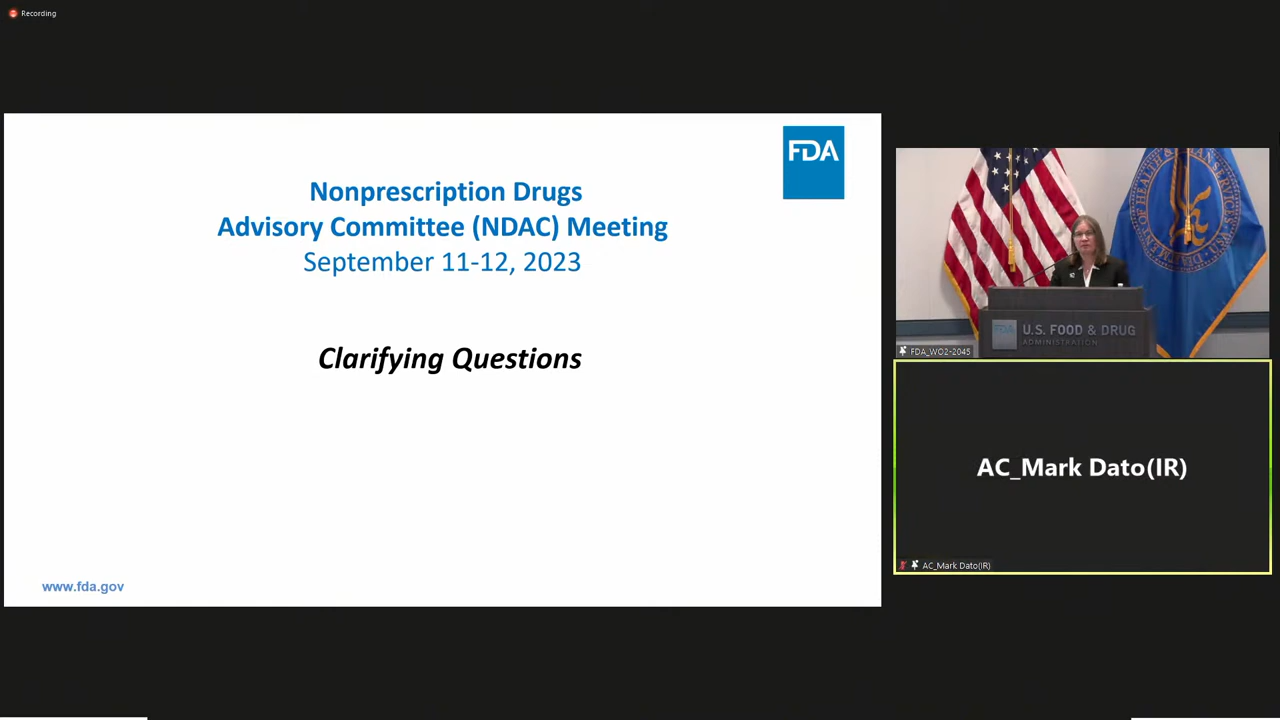 Recording
FDA
Nonprescription Drugs
Advisory Committee (NDAC) Meeting
September 11-12, 2023
Clarifying Questions
www.fda.gov
FDA U.S. FOOD & DRUG
ADMINISTRATION
FDA_WO2-2045
AC_Mark Dato(IR)
AC_Mark Dato(IR)